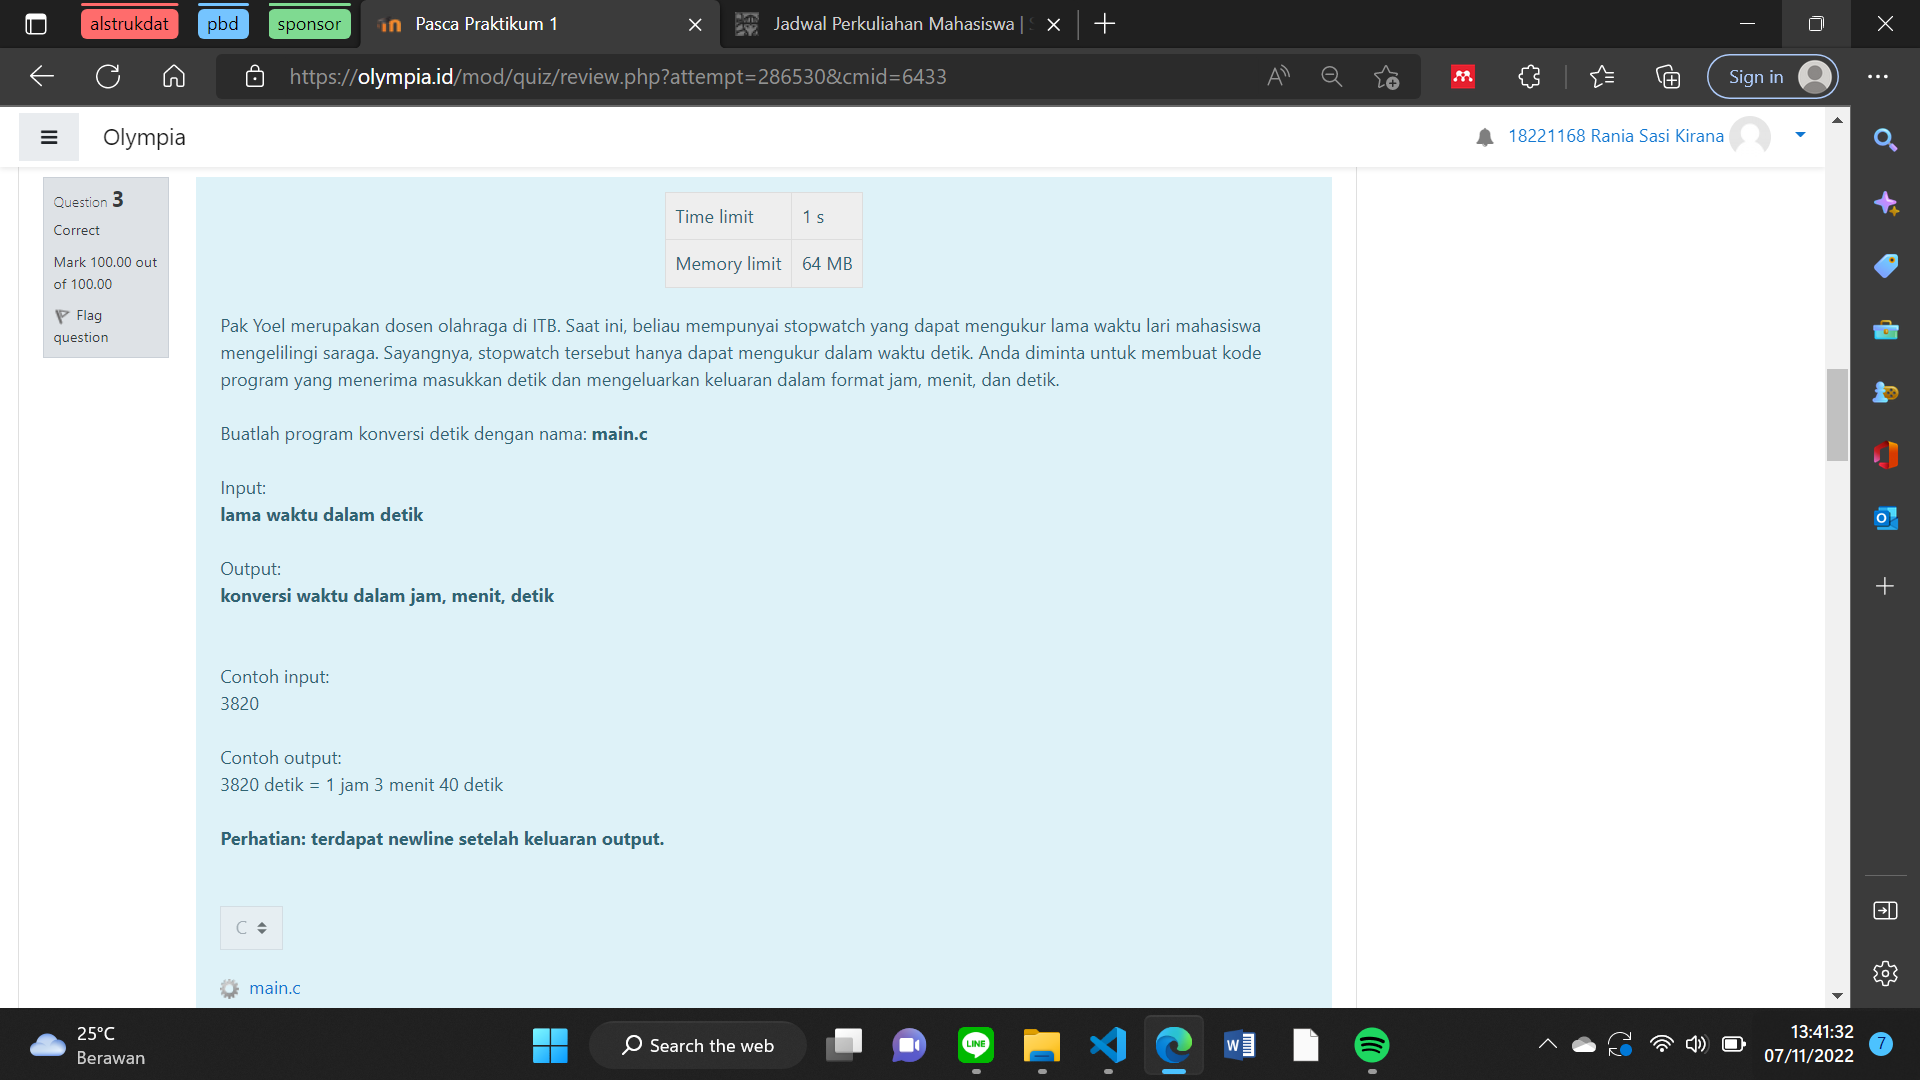 alstrukdat
pbd
sponsor
Pasca Praktikum 1
Jadwal Perkuliahan Mahasiswa |
https://olympia.id/mod/quiz/review.php?attempt=286530&cmid=6433
Sign in
Olympia
18221168 Rania Sasi Kirana
Question 3
Correct
Mark 100.00 out
of 100.00
Flag
question
Time limit 1 s
Memory limit 64 MB
Pak Yoel merupakan dosen olahraga di ITB. Saat ini, beliau mempunyai stopwatch yang dapat mengukur lama waktu lari mahasiswa
mengelilingi saraga. Sayangnya, stopwatch tersebut hanya dapat mengukur dalam waktu detik. Anda diminta untuk membuat kode
program yang menerima masukkan detik dan mengeluarkan keluaran dalam format jam, menit, dan detik.
Buatlah program konversi detik dengan nama: main.c
Input:
lama waktu dalam detik
Output:
konversi waktu dalam jam, menit, detik
Contoh input:
3820
Contoh output:
3820 detik = 1 jam 3 menit 40 detik
Perhatian: terdapat newline setelah keluaran output.
C
main.c
25°C
Berawan
Search the web
LINE
13:41:32
07/11/2022
7